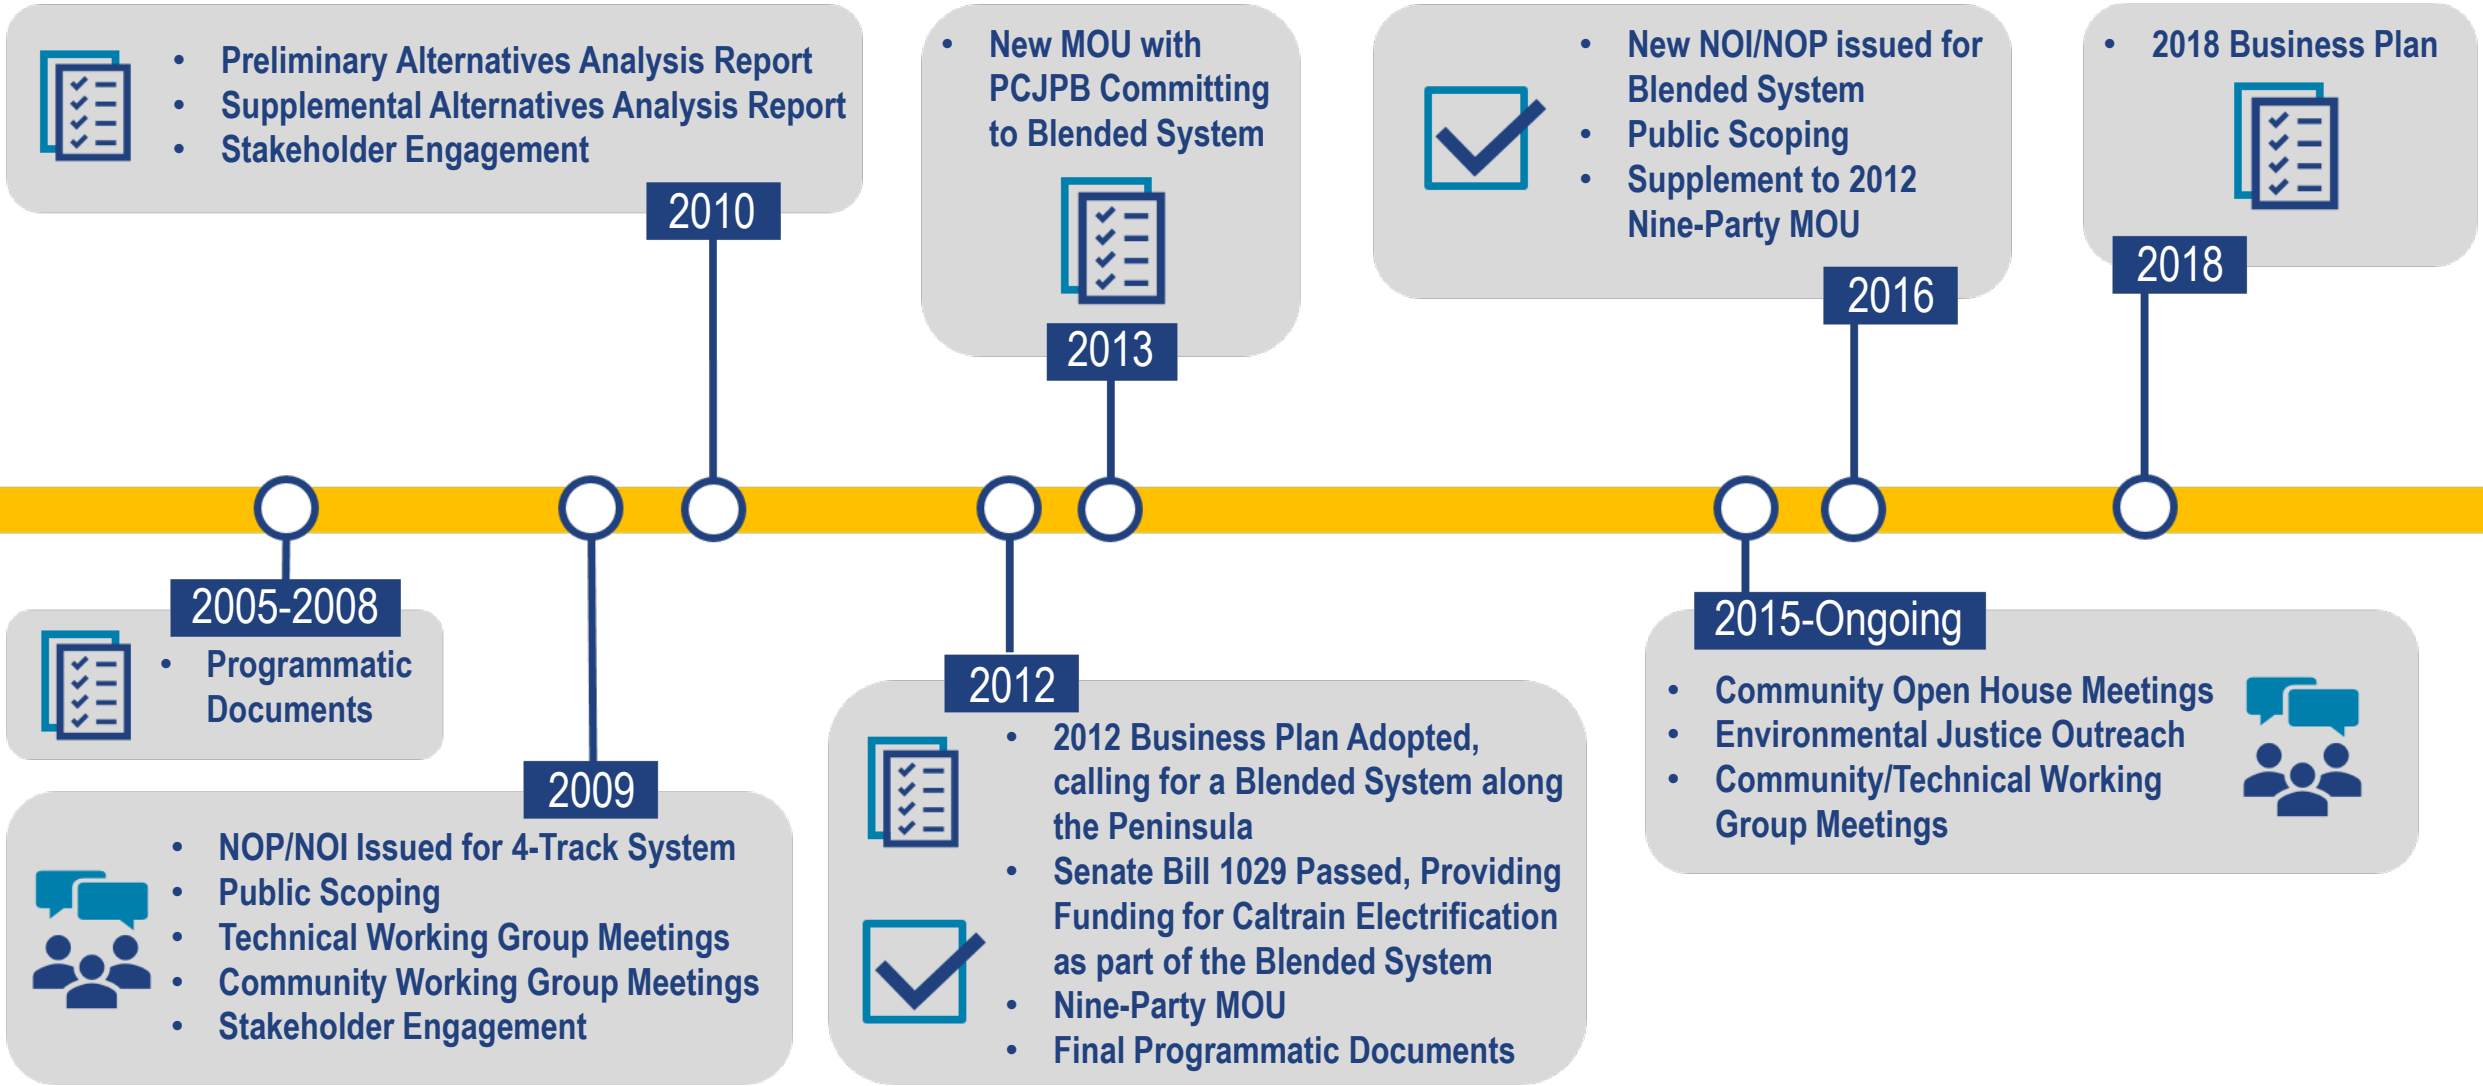 • Preliminary Alternatives Analysis Report
• Supplemental Alternatives Analysis Report
• Stakeholder Engagement
2010
• New MOU with
PCJPB Committing
to Blended System
2013
• New NOI/NOP issued for
Blended System
• Public Scoping
• Supplement to 2012
Nine-Party MOU
2016
• 2018 Business Plan
2018
2005-2008
• Programmatic
Documents
2009
• NOP/NOI Issued for 4-Track System
• Public Scoping
• Technical Working Group Meetings
• Community Working Group Meetings
• Stakeholder Engagement
2012
• 2012 Business Plan Adopted,
calling for a Blended System along
the Peninsula
• Senate Bill 1029 Passed, Providing
Funding for Caltrain Electrification
as part of the Blended System
• Nine-Party MOU
• Final Programmatic Documents
2015-Ongoing
• Community Open House Meetings
• Environmental Justice Outreach
• Community/Technical Working
Group Meetings